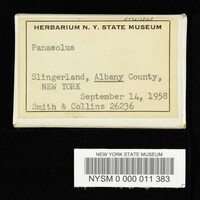 HERBARIUM N. Y. STATE MUSEUM
Panaeolus
Slingerland, Albany County,
NEW YORK
September 14, 1958
Smith & Collins 26236
NEW YORK STATE MUSEUM
NYSM 0 000 011 383